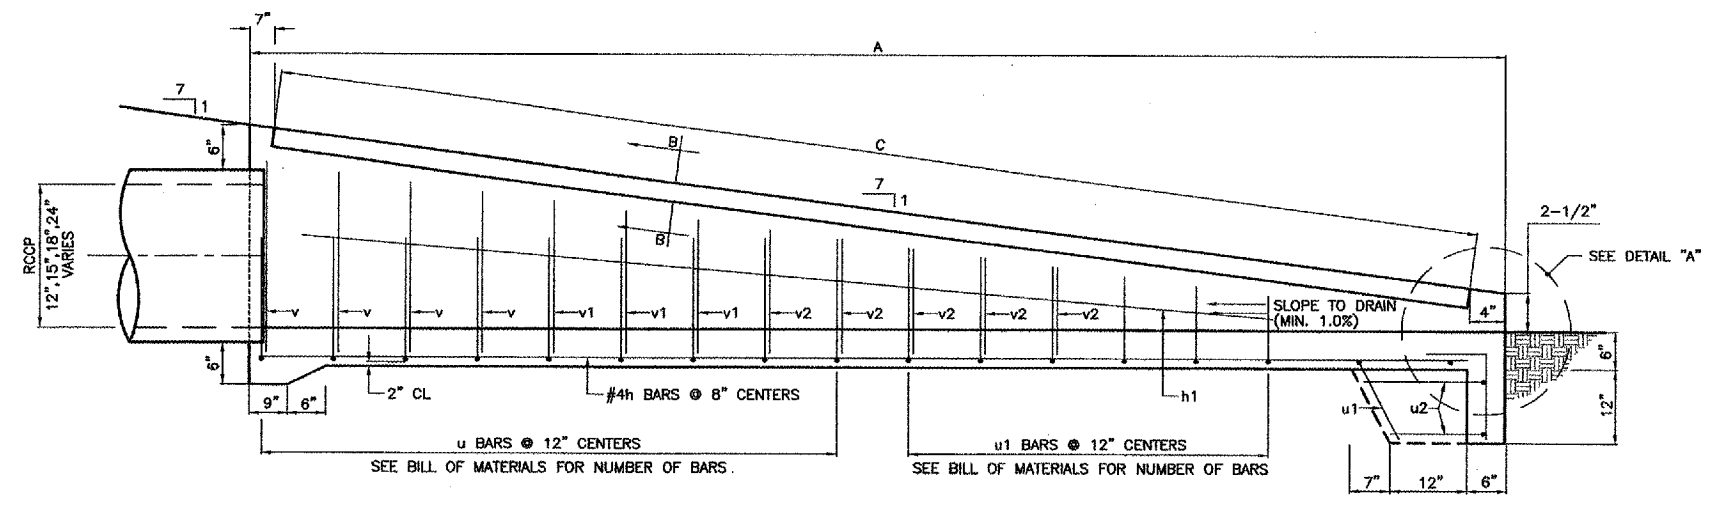 7"
A
7
1
6"
B
C
7
1
B
2-1/2"
SEE DETAIL "A"
RCCP
12",15",18",24"
VARIES
v
v
v
v
v1
v1
v1
v2
v2
v2
v2
v2
SLOPE TO DRAIN
(MIN. 1.0%)
4"
6"
6"
9"
6"
2" CL
#4h BARS @ 8" CENTERS
h1
u1
u2
12"
u BARS @ 12" CENTERS
SEE BILL OF MATERIALS FOR NUMBER OF BARS.
u1 BARS @ 12" CENTERS
SEE BILL OF MATERIALS FOR NUMBER OF BARS
7"
12"
6"